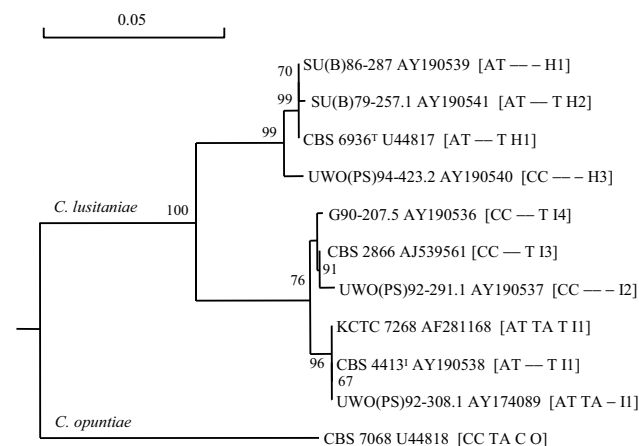 0.05
SU(B)86-287 AY190539 [AT –– – H1]
70
SU(B)79-257.1 AY190541 [AT –– T H2]
99
CBS 6936ᵀ U44817 [AT –– T H1]
99
UWO(PS)94-423.2 AY190540 [CC –– – H3]
C. lusitaniae
100
G90-207.5 AY190536 [CC –– T I4]
CBS 2866 AJ539561 [CC –– T I3]
91
76
UWO(PS)92-291.1 AY190537 [CC –– – I2]
KCTC 7268 AF281168 [AT TA T I1]
96
CBS 4413ᴵ AY190538 [AT –– T I1]
67
UWO(PS)92-308.1 AY174089 [AT TA – I1]
C. opuntiae
CBS 7068 U44818 [CC TA C O]